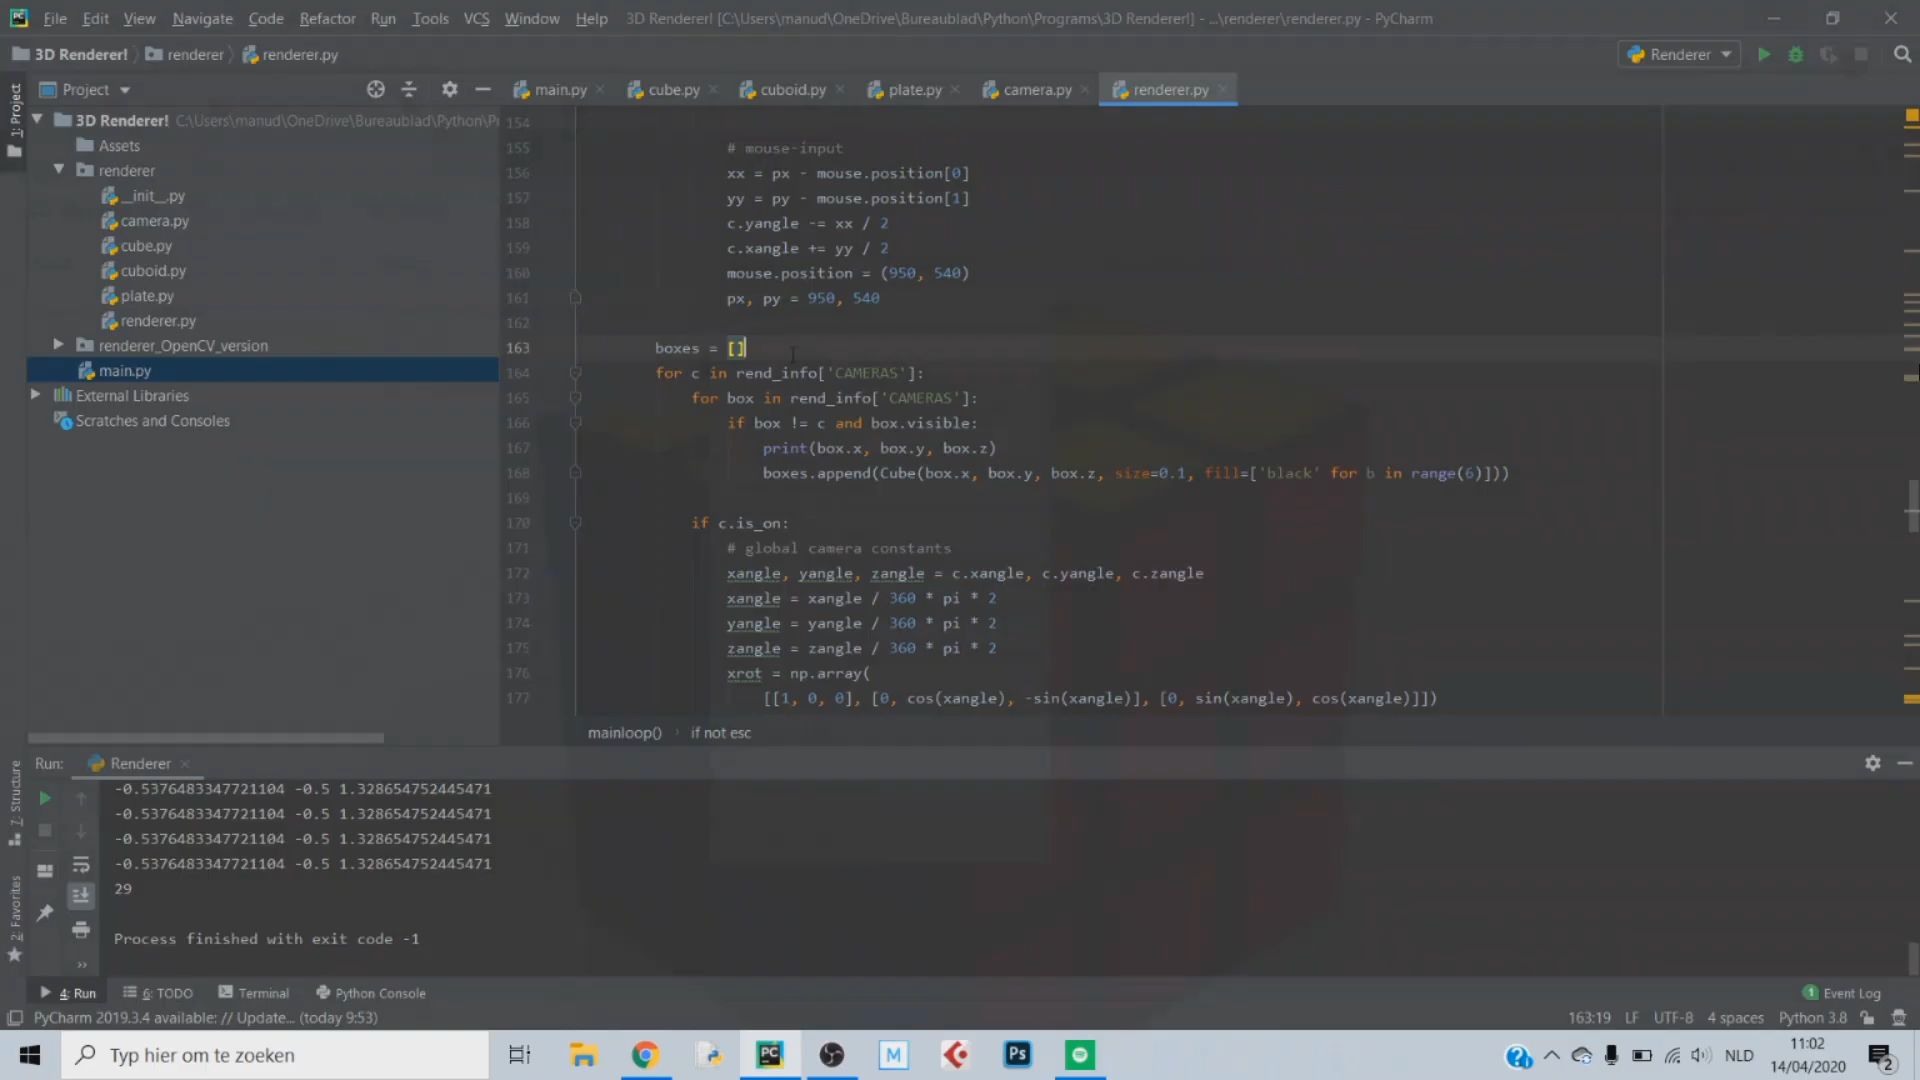 File Edit View Navigate Code Refactor Run Tools VCS Window Help 3D Renderer! [C:\Users\manud\OneDrive\Bureaublad\Python\Programs\3D Renderer!] - ...\renderer\renderer.py - PyCharm
3D Renderer! renderer renderer.py Renderer
1: Project
Project main.py cube.py cuboid.py plate.py camera.py renderer.py
3D Renderer! C:\Users\manud\OneDrive\Bureaublad\Python\Pr
Assets
renderer
__init__.py
camera.py
cube.py
cuboid.py
plate.py
renderer.py
renderer_OpenCV_version
main.py
External Libraries
Scratches and Consoles
154
155 # mouse-input
156 xx = px - mouse.position[0]
157 yy = py - mouse.position[1]
158 c.yangle -= xx / 2
159 c.xangle += yy / 2
160 mouse.position = (950, 540)
161 px, py = 950, 540
162
163 boxes = []
164 for c in rend_info['CAMERAS']:
165 for box in rend_info['CAMERAS']:
166 if box != c and box.visible:
167 print(box.x, box.y, box.z)
168 boxes.append(Cube(box.x, box.y, box.z, size=0.1, fill=['black' for b in range(6)]))
169
170 if c.is_on:
171 # global camera constants
172 xangle, yangle, zangle = c.xangle, c.yangle, c.zangle
173 xangle = xangle / 360 * pi * 2
174 yangle = yangle / 360 * pi * 2
175 zangle = zangle / 360 * pi * 2
176 xrot = np.array(
177 [[1, 0, 0], [0, cos(xangle), -sin(xangle)], [0, sin(xangle), cos(xangle)]])
mainloop() if not esc
Run: Renderer
7: Structure
2: Favorites
-0.5376483347721104 -0.5 1.328654752445471
-0.5376483347721104 -0.5 1.328654752445471
-0.5376483347721104 -0.5 1.328654752445471
-0.5376483347721104 -0.5 1.328654752445471
29
Process finished with exit code -1
4: Run 6: TODO Terminal Python Console 1 Event Log
PyCharm 2019.3.4 available: // Update... (today 9:53) 163:19 LF UTF-8 4 spaces Python 3.8
Typ hier om te zoeken PC M Ps NLD 11:02
14/04/2020 2